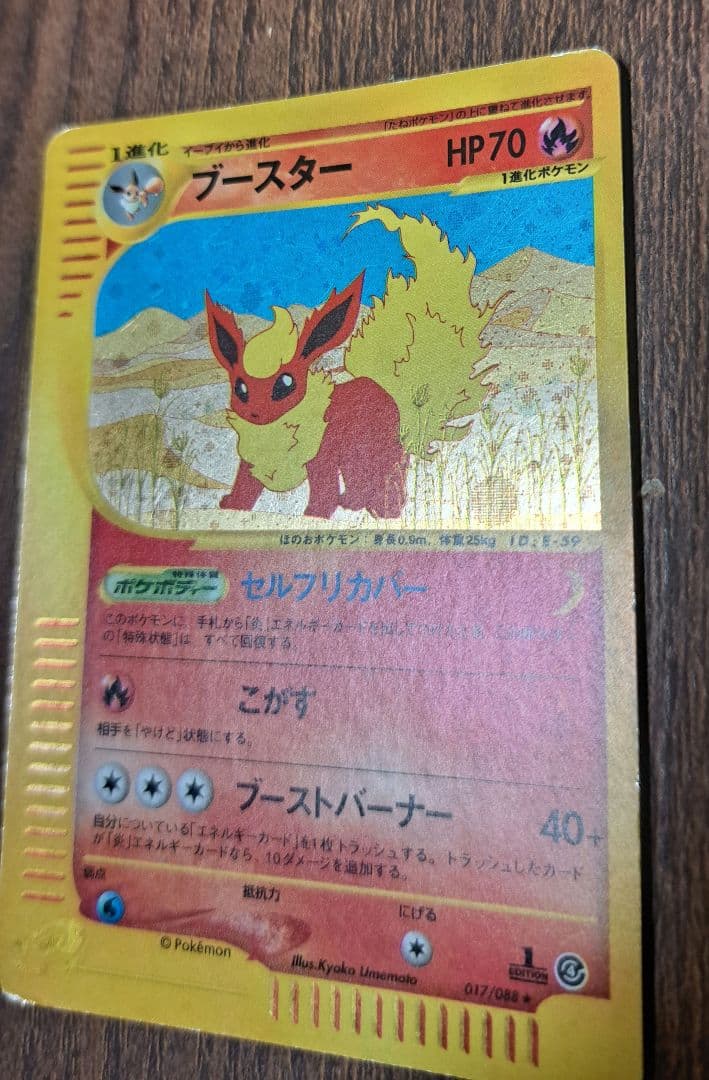 「たねポケモン」の上に重ねて進化させます。
1進化 イーブイから進化
ブースター HP70
1進化ポケモン
ほのおポケモン：身長0.9m, 体重25kg ID:E-59
特殊体質
ポケボディー セルフリカバー
このポケモンに、手札から「炎」エネルギーカードを
の「特殊状態」は すべて回復する。
こがす
相手を「やけど」状態にする。
ブーストバーナー 40+
自分についている「エネルギーカード」を1枚トラッシュする。トラッシュしたカード
が「炎」エネルギーカードなら、10ダメージを追加する。
弱点 抵抗力 にげる
© Pokémon Illus.Kyoko Umemoto 1 EDITION
017/088 ★